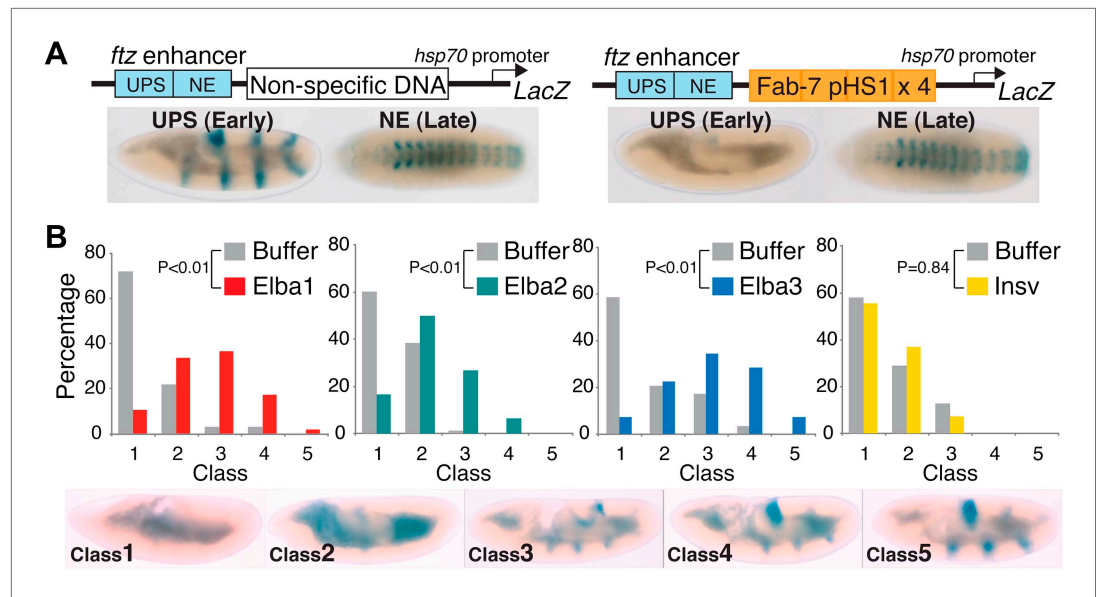 A
ftz enhancer
hsp70 promoter
UPS NE Non-specific DNA
LacZ
UPS (Early) NE (Late)
ftz enhancer
hsp70 promoter
UPS NE Fab-7 pHS1 x 4
LacZ
UPS (Early) NE (Late)
B
Percentage
80
60
40
20
0
Buffer
P<0.01
Elba1
1 2 3 4 5
Class
80
60
40
20
0
Buffer
P<0.01
Elba2
1 2 3 4 5
Class
80
60
40
20
0
Buffer
P<0.01
Elba3
1 2 3 4 5
Class
80
60
40
20
0
Buffer
P=0.84
Insv
1 2 3 4 5
Class
Class1 Class2 Class3 Class4 Class5